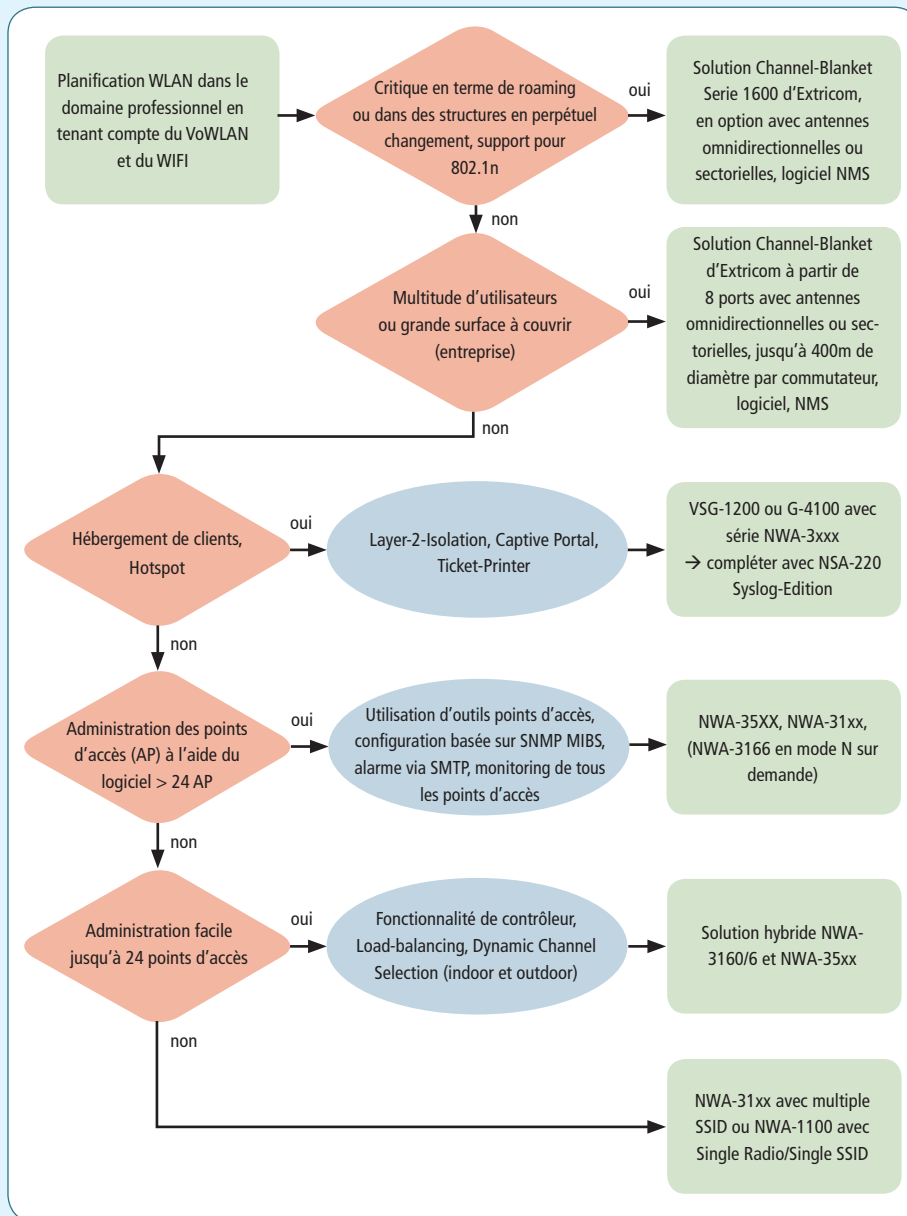 Planification WLAN dans le
domaine professionnel en
tenant compte du VoWLAN
et du WIFI
Critique en terme de roaming
ou dans des structures en perpétuel
changement, support pour
802.1n
oui
Solution Channel-Blanket
Serie 1600 d’Extricom,
en option avec antennes
omnidirectionnelles ou
sectorielles, logiciel NMS
non
Multitude d’utilisateurs
ou grande surface à couvrir
(entreprise)
oui
Solution Channel-Blanket
d’Extricom à partir de
8 ports avec antennes
omnidirectionnelles ou sec-
torielles, jusqu’à 400m de
diamètre par commutateur,
logiciel, NMS
non
Hébergement de clients,
Hotspot
oui
Layer-2-Isolation, Captive Portal,
Ticket-Printer
VSG-1200 ou G-4100 avec
série NWA-3xxx
→ compléter avec NSA-220
Syslog-Edition
non
Administration des points
d’accès (AP) à l’aide du
logiciel > 24 AP
oui
Utilisation d’outils points d’accès,
configuration basée sur SNMP MIBS,
alarme via SMTP, monitoring de tous
les points d’accès
NWA-35XX, NWA-31xx,
(NWA-3166 en mode N sur
demande)
non
Administration facile
jusqu’à 24 points d’accès
oui
Fonctionnalité de contrôleur,
Load-balancing, Dynamic Channel
Selection (indoor et outdoor)
Solution hybride NWA-
3160/6 et NWA-35xx
non
NWA-31xx avec multiple
SSID ou NWA-1100 avec
Single Radio/Single SSID